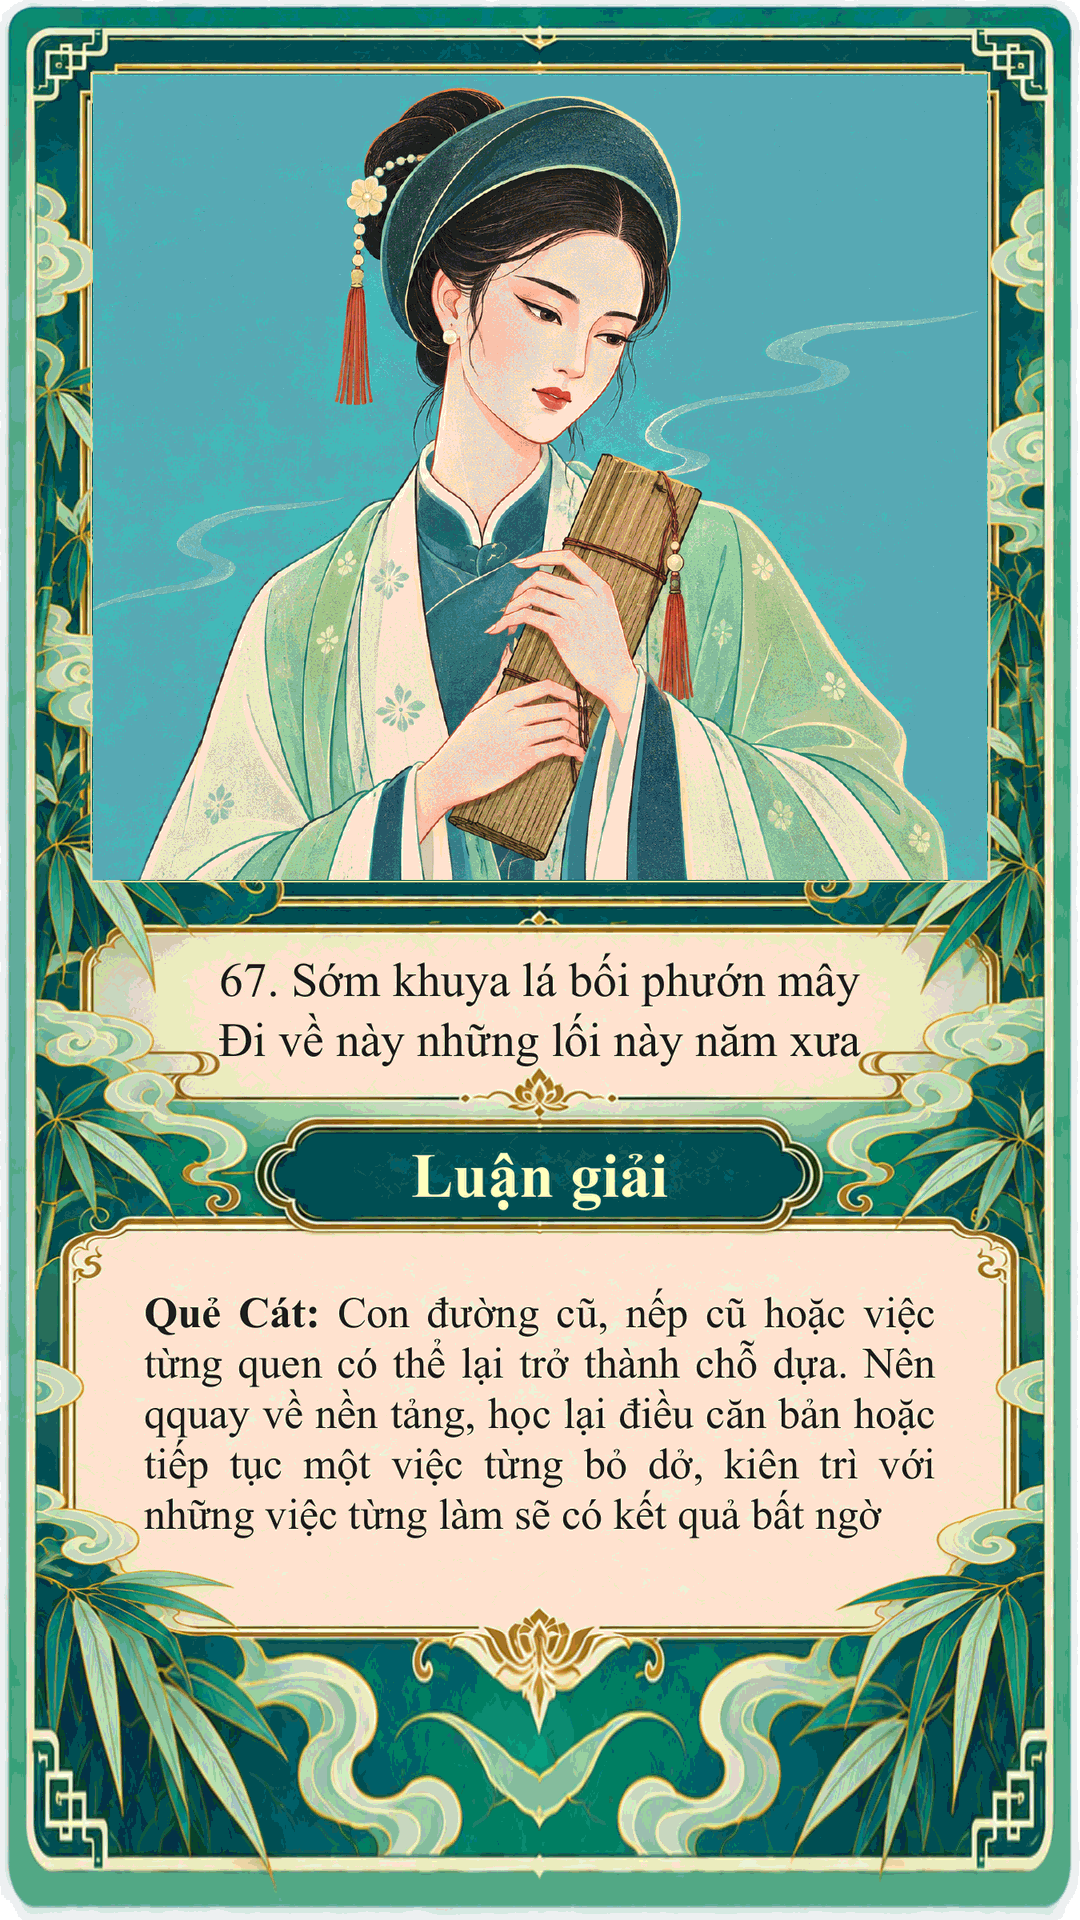 67. Sớm khuya lá bối phướn mây
Đi về này những lối này năm xưa
Luận giải
Quẻ Cát: Con đường cũ, nếp cũ hoặc việc
từng quen có thể lại trở thành chỗ dựa. Nên
qquay về nền tảng, học lại điều căn bản hoặc
tiếp tục một việc từng bỏ dở, kiên trì với
những việc từng làm sẽ có kết quả bất ngờ